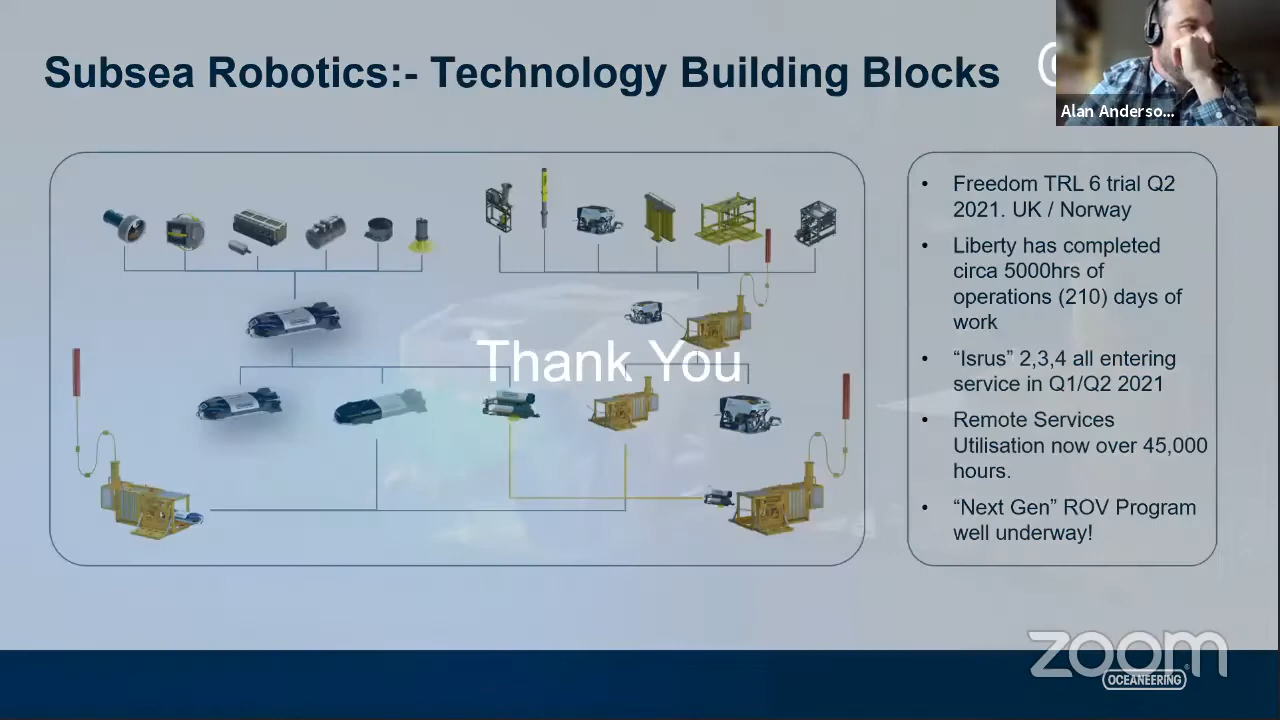 Subsea Robotics:- Technology Building Blocks
Alan Anderso...
• Freedom TRL 6 trial Q2
2021. UK / Norway
• Liberty has completed
circa 5000hrs of
operations (210) days of
work
• “Isrus” 2,3,4 all entering
service in Q1/Q2 2021
• Remote Services
Utilisation now over 45,000
hours.
• “Next Gen” ROV Program
well underway!
Thank You
zoom
OCEANEERING